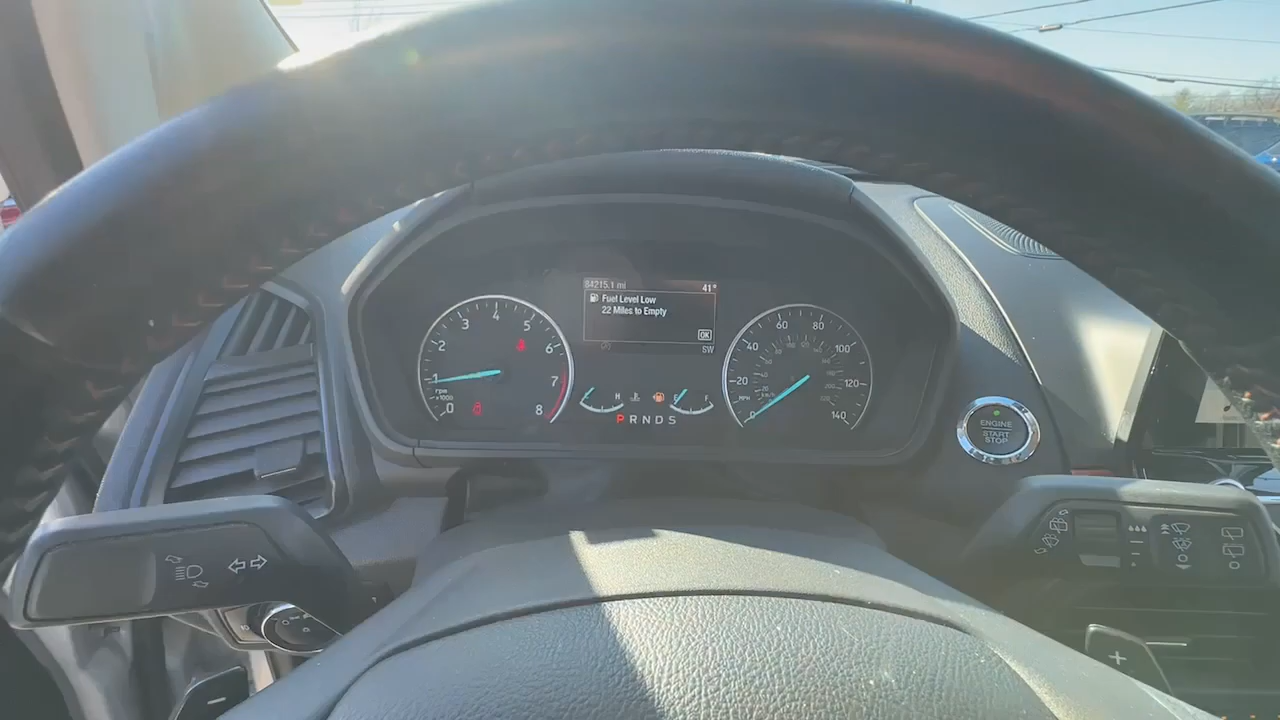 84215.1 mi 41°
Fuel Level Low
22 Miles to Empty
OK
SW
0 1 2 3 4 5 6 7 8
rpm
x1000
H
E F
P R N D S
0 20 40 60 80 100 120 140
MPH
ENGINE
START
STOP